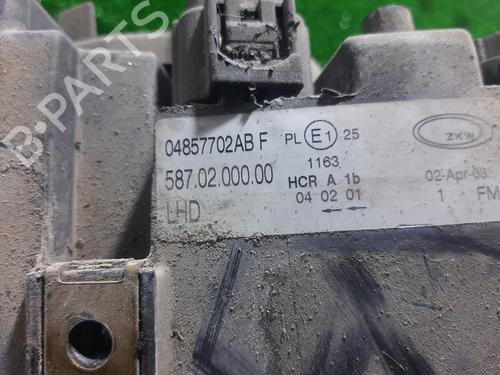 B-Parts
04857702AB F
PL E1 25
1163
587.02.000.00
HCR A 1b
LHD
04 02 01
← ←
ZKW
02-Apr-03
1 FM